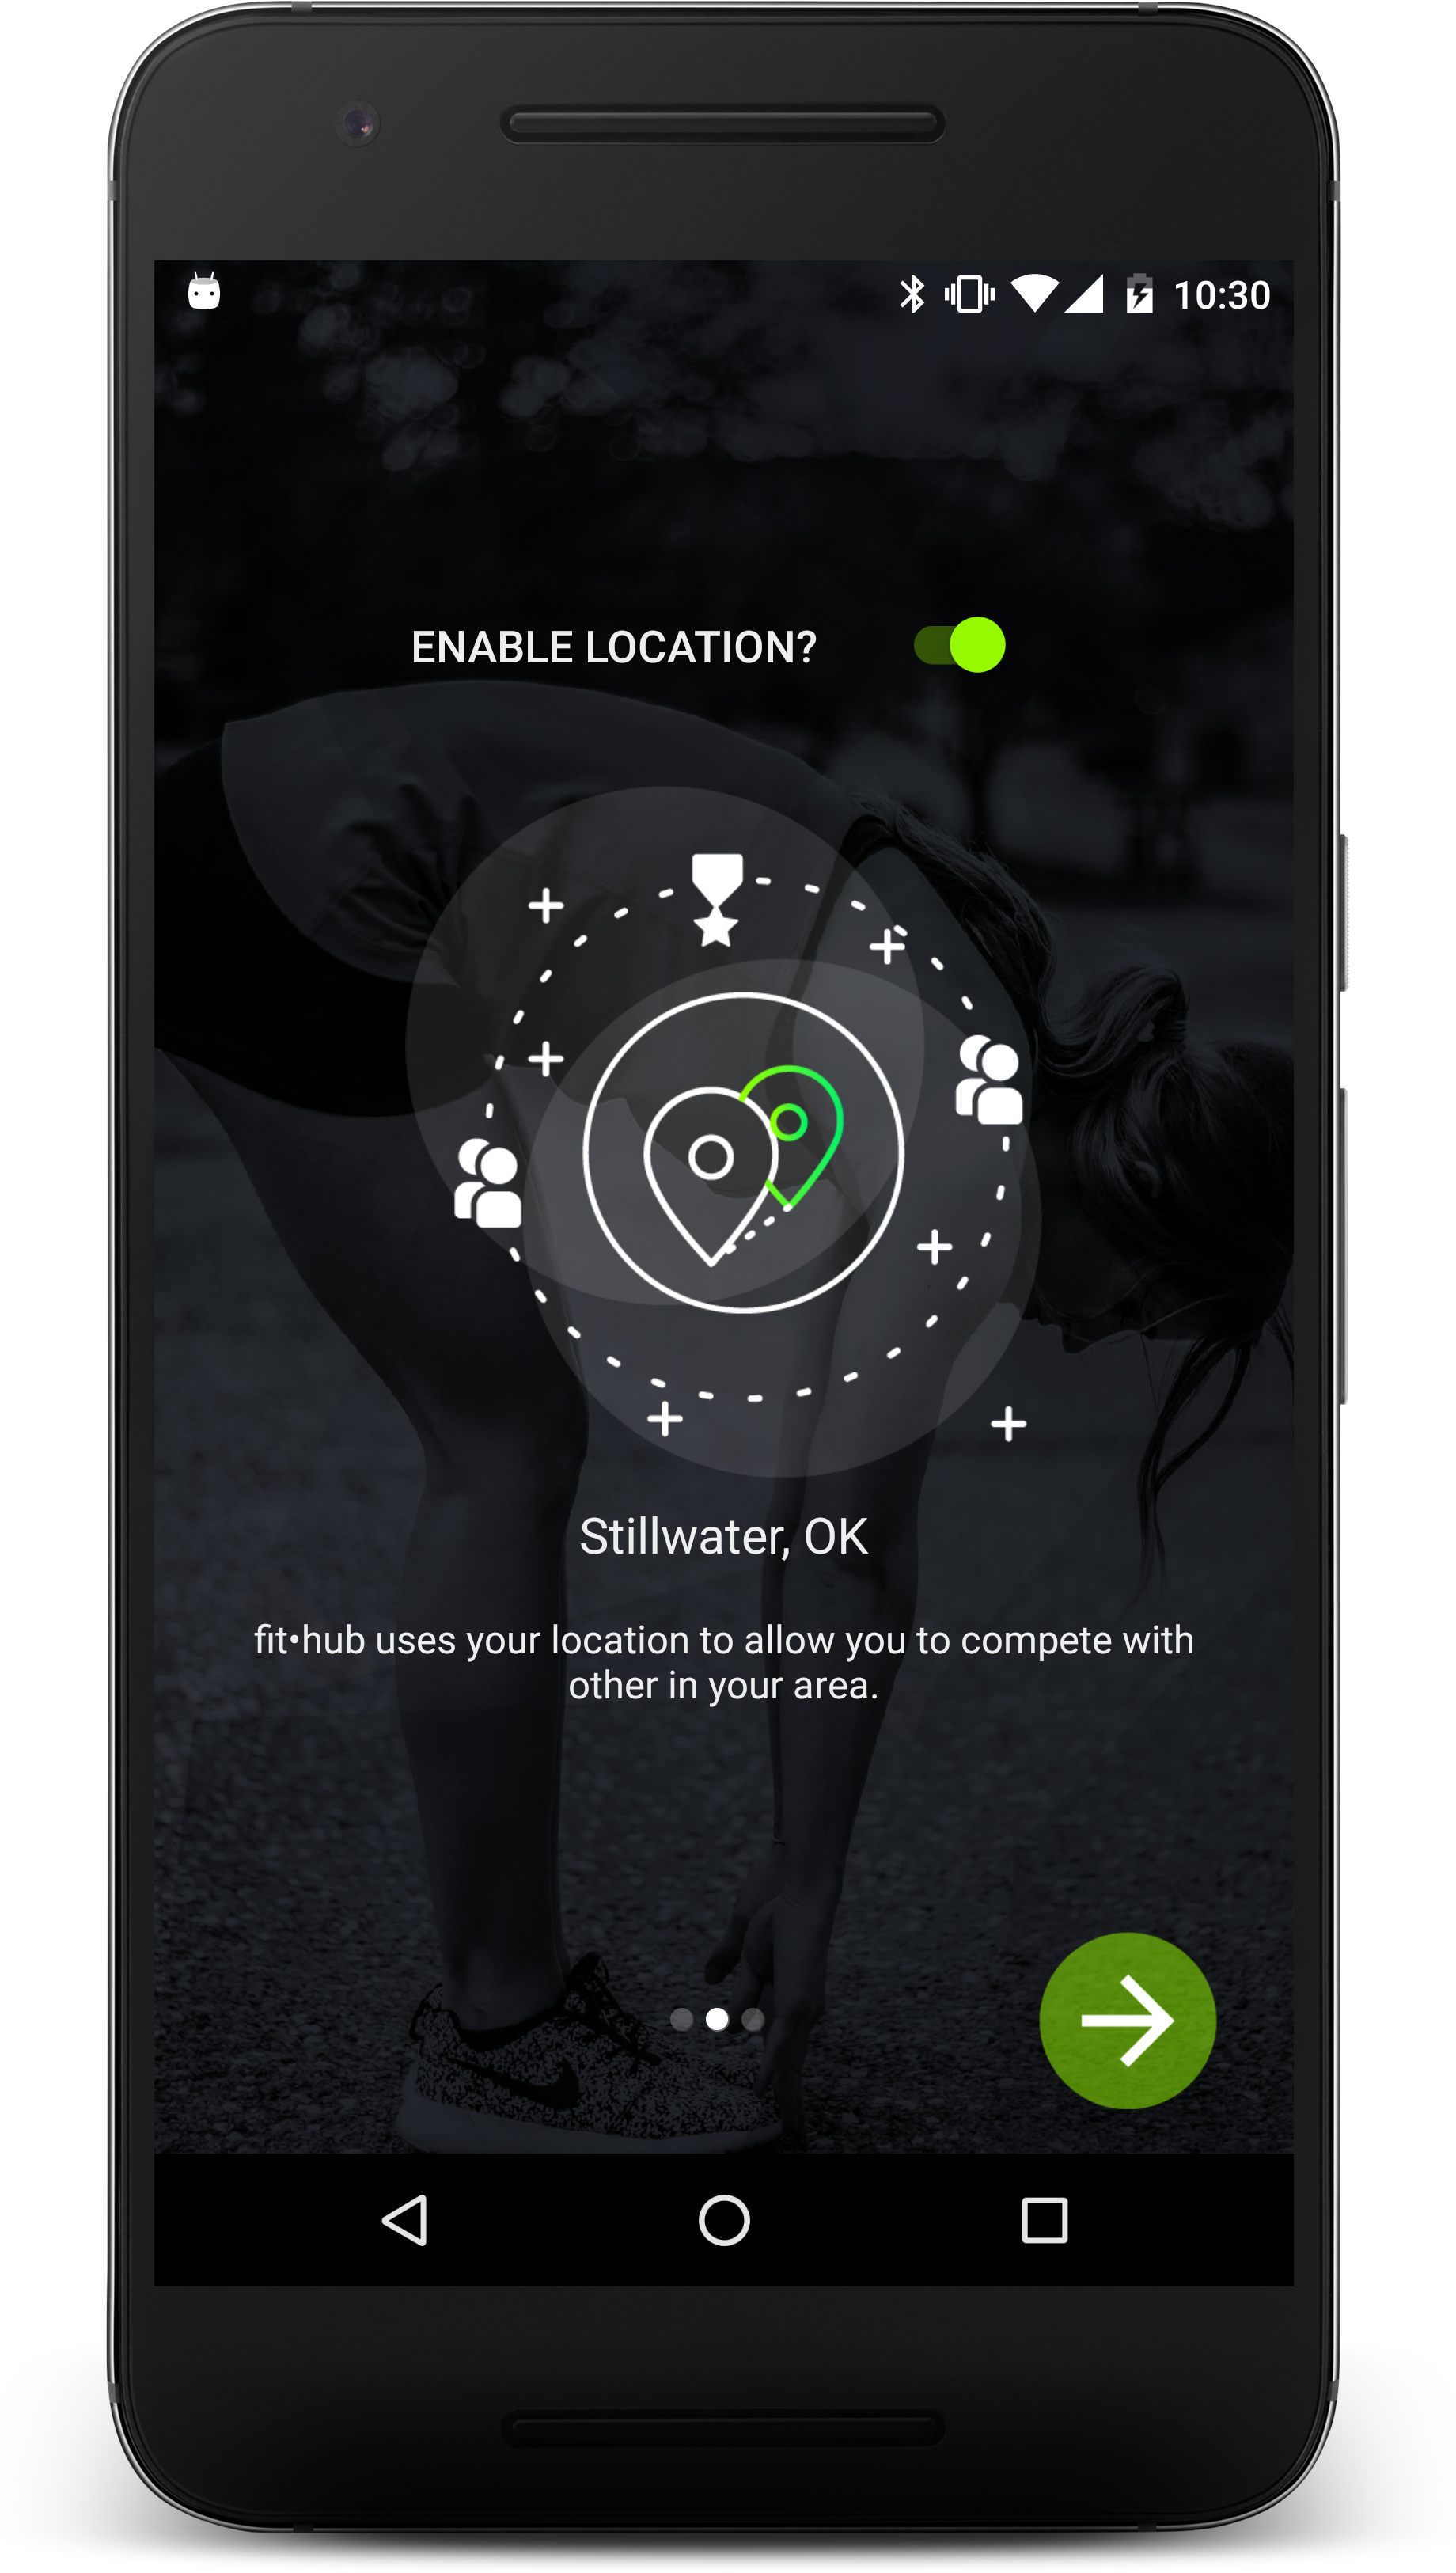 10:30
ENABLE LOCATION?
Stillwater, OK
fit•hub uses your location to allow you to compete with
other in your area.